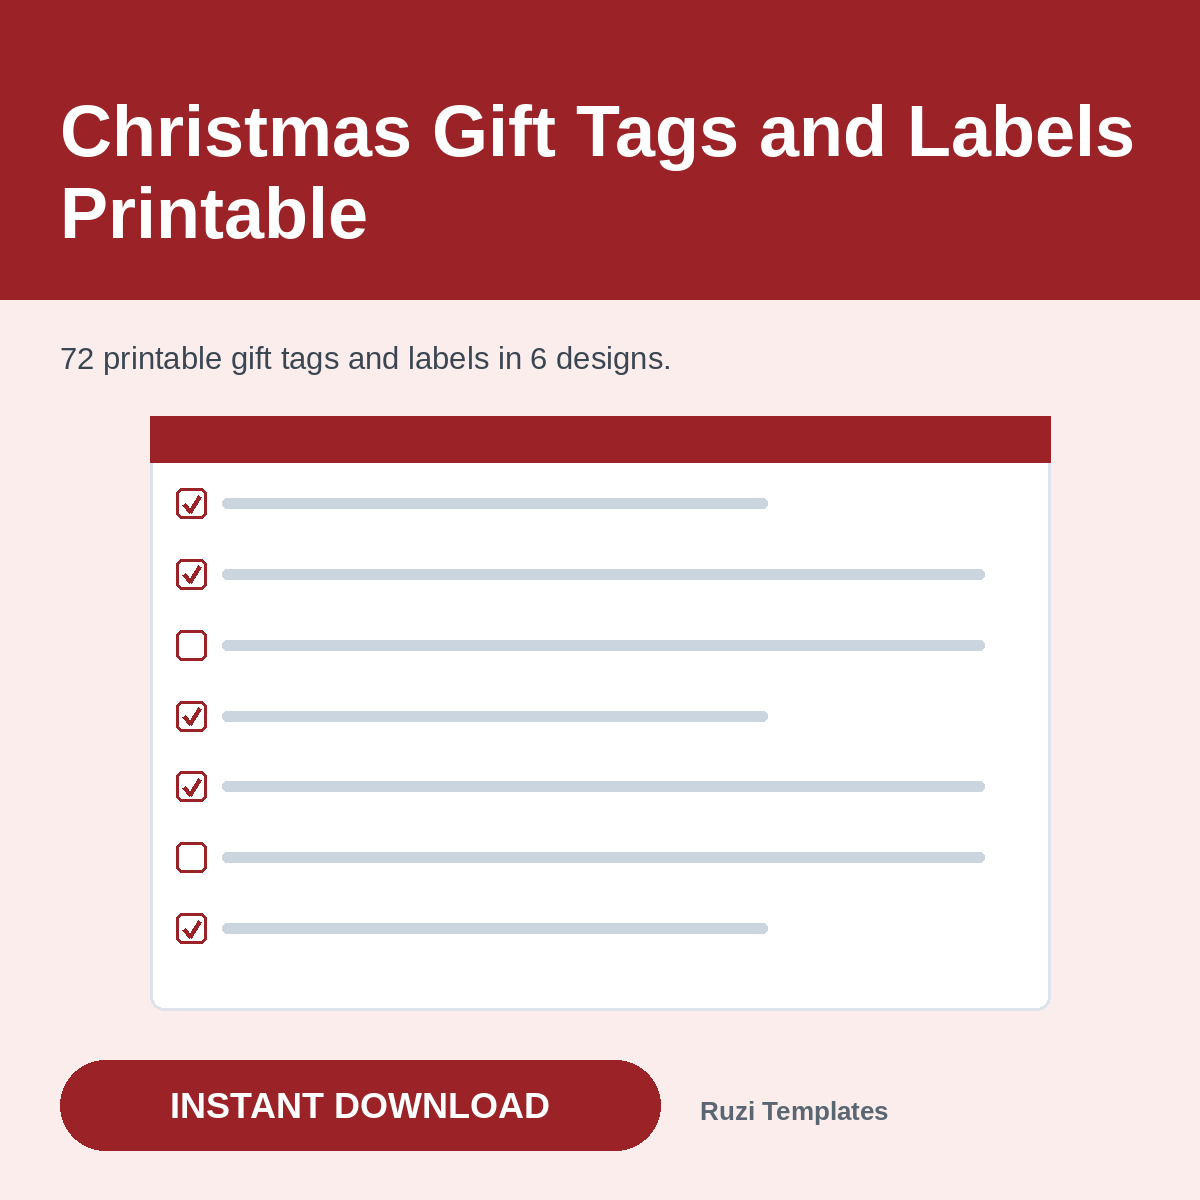 Christmas Gift Tags and Labels
Printable
72 printable gift tags and labels in 6 designs.
INSTANT DOWNLOAD
Ruzi Templates